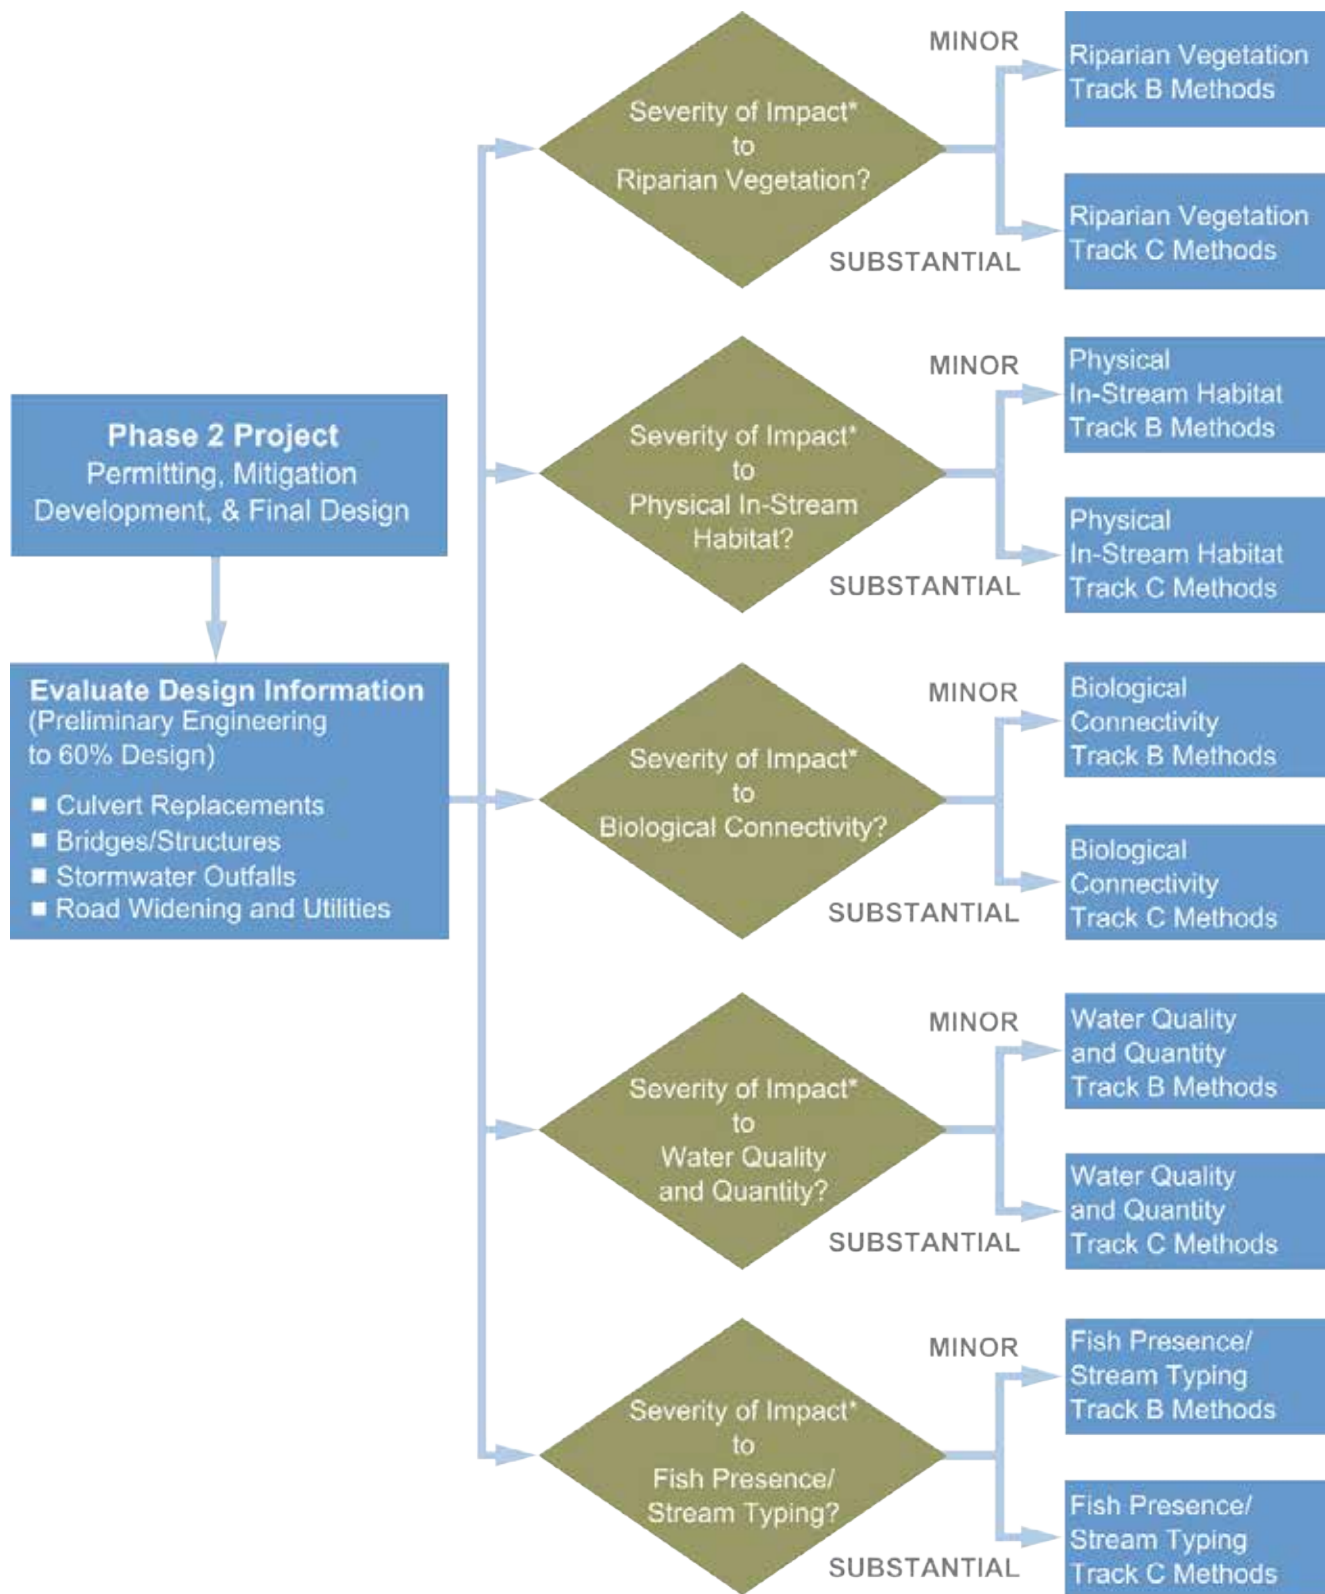 Phase 2 Project
Permitting, Mitigation
Development, & Final Design
Evaluate Design Information
(Preliminary Engineering
to 60% Design)
■ Culvert Replacements
■ Bridges/Structures
■ Stormwater Outfalls
■ Road Widening and Utilities
Severity of Impact*
to
Riparian Vegetation?
MINOR
Riparian Vegetation
Track B Methods
SUBSTANTIAL
Riparian Vegetation
Track C Methods
Severity of Impact*
to
Physical In-Stream
Habitat?
MINOR
Physical
In-Stream Habitat
Track B Methods
SUBSTANTIAL
Physical
In-Stream Habitat
Track C Methods
Severity of Impact*
to
Biological Connectivity?
MINOR
Biological
Connectivity
Track B Methods
SUBSTANTIAL
Biological
Connectivity
Track C Methods
Severity of Impact*
to
Water Quality
and Quantity?
MINOR
Water Quality
and Quantity
Track B Methods
SUBSTANTIAL
Water Quality
and Quantity
Track C Methods
Severity of Impact*
to
Fish Presence/
Stream Typing?
MINOR
Fish Presence/
Stream Typing
Track B Methods
SUBSTANTIAL
Fish Presence/
Stream Typing
Track C Methods